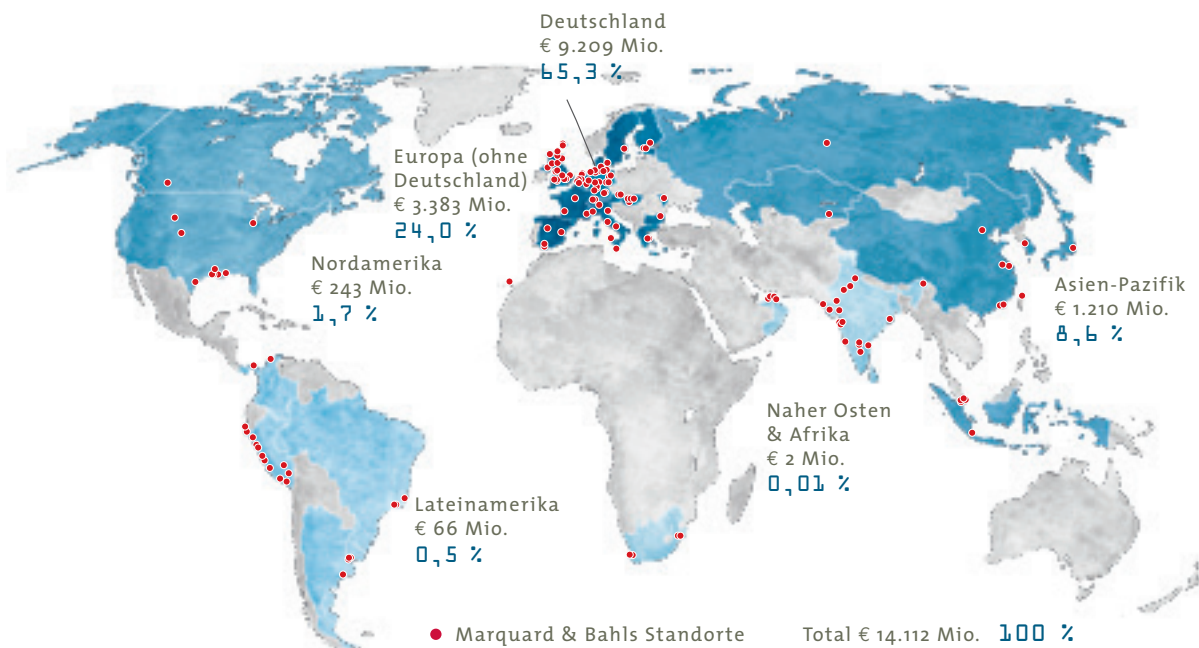 Deutschland
€ 9.209 Mio.
65,3 %
Europa (ohne
Deutschland)
€ 3.383 Mio.
24,0 %
Nordamerika
€ 243 Mio.
1,7 %
Asien-Pazifik
€ 1.210 Mio.
8,6 %
Naher Osten
& Afrika
€ 2 Mio.
0,01 %
Lateinamerika
€ 66 Mio.
0,5 %
Marquard & Bahls Standorte
Total € 14.112 Mio. 100 %